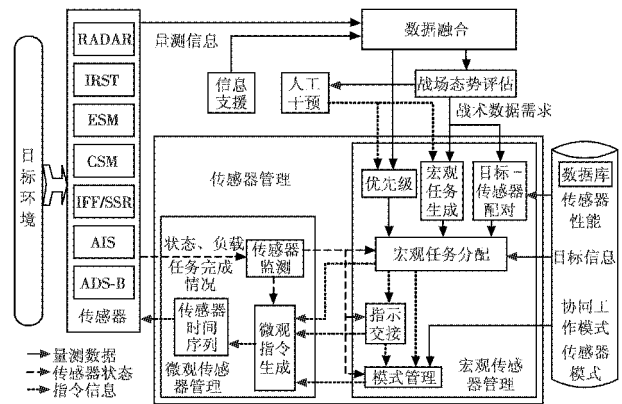 目标环境
RADAR
IRST
ESM
CSM
IFF/SSR
AIS
ADS-B
传感器
量测信息
信息
支援
人工
干预
数据融合
战场态势评估
战术数据需求
传感器管理
优先级
宏观
任务
生成
目标-
传感器
配对
数据库
传感器
性能
目标信息
协同工
作模式
传感器
模式
状态、负载
任务完成
情况
传感器
监测
宏观任务分配
传感器
时间
序列
微观
指令
生成
指示
交接
模式管理
微观传感
器管理
宏观传感
器管理
量测数据
传感器状态
指令信息